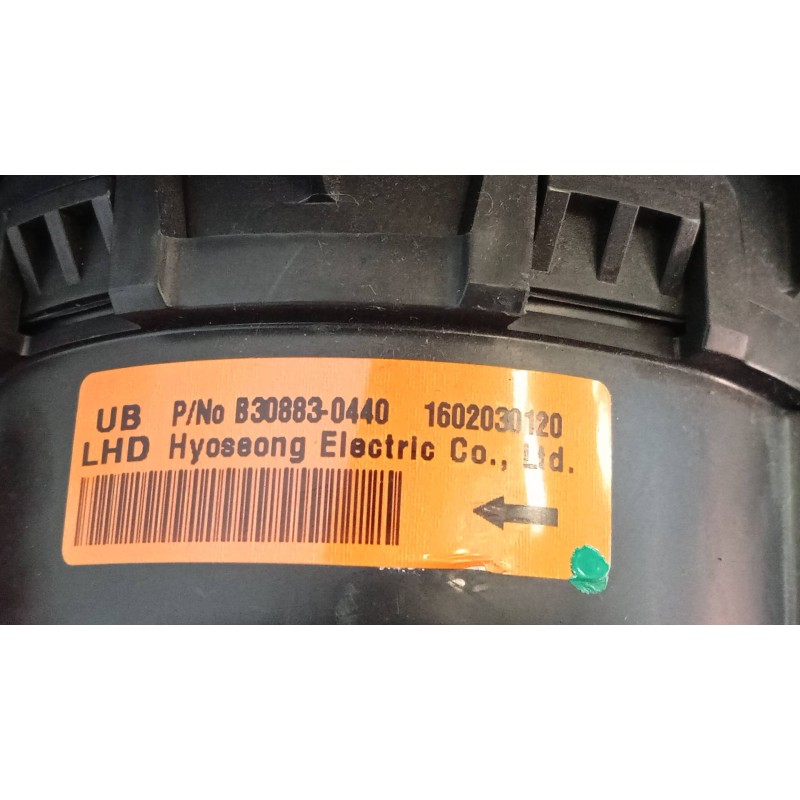 UB P/No B30883-0440 1602030120
LHD Hyoseong Electric Co., Ltd.